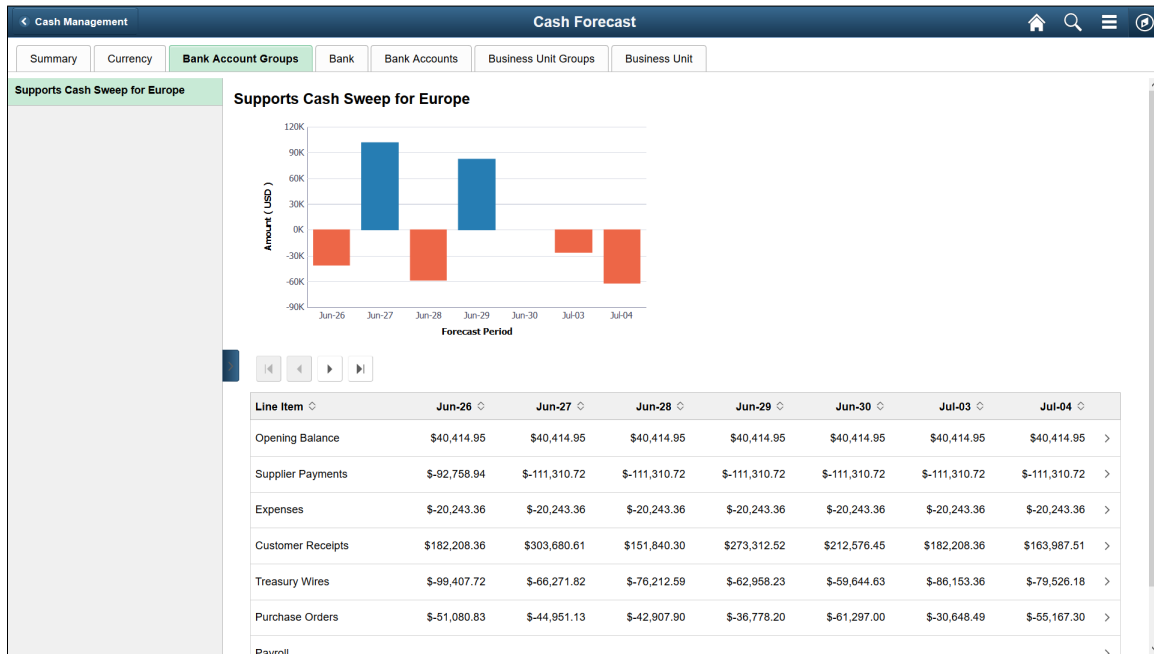 Cash Management
Cash Forecast
Summary Currency Bank Account Groups Bank Bank Accounts Business Unit Groups Business Unit
Supports Cash Sweep for Europe
Supports Cash Sweep for Europe
120K
90K
60K
30K
0K
-30K
-60K
-90K
Amount ( USD )
Jun-26 Jun-27 Jun-28 Jun-29 Jun-30 Jul-03 Jul-04
Forecast Period
Line Item Jun-26 Jun-27 Jun-28 Jun-29 Jun-30 Jul-03 Jul-04
Opening Balance $40,414.95 $40,414.95 $40,414.95 $40,414.95 $40,414.95 $40,414.95 $40,414.95
Supplier Payments $-92,758.94 $-111,310.72 $-111,310.72 $-111,310.72 $-111,310.72 $-111,310.72 $-111,310.72
Expenses $-20,243.36 $-20,243.36 $-20,243.36 $-20,243.36 $-20,243.36 $-20,243.36 $-20,243.36
Customer Receipts $182,208.36 $303,680.61 $151,840.30 $273,312.52 $212,576.45 $182,208.36 $163,987.51
Treasury Wires $-99,407.72 $-66,271.82 $-76,212.59 $-62,958.23 $-59,644.63 $-86,153.36 $-79,526.18
Purchase Orders $-51,080.83 $-44,951.13 $-42,907.90 $-36,778.20 $-61,297.00 $-30,648.49 $-55,167.30
Payroll